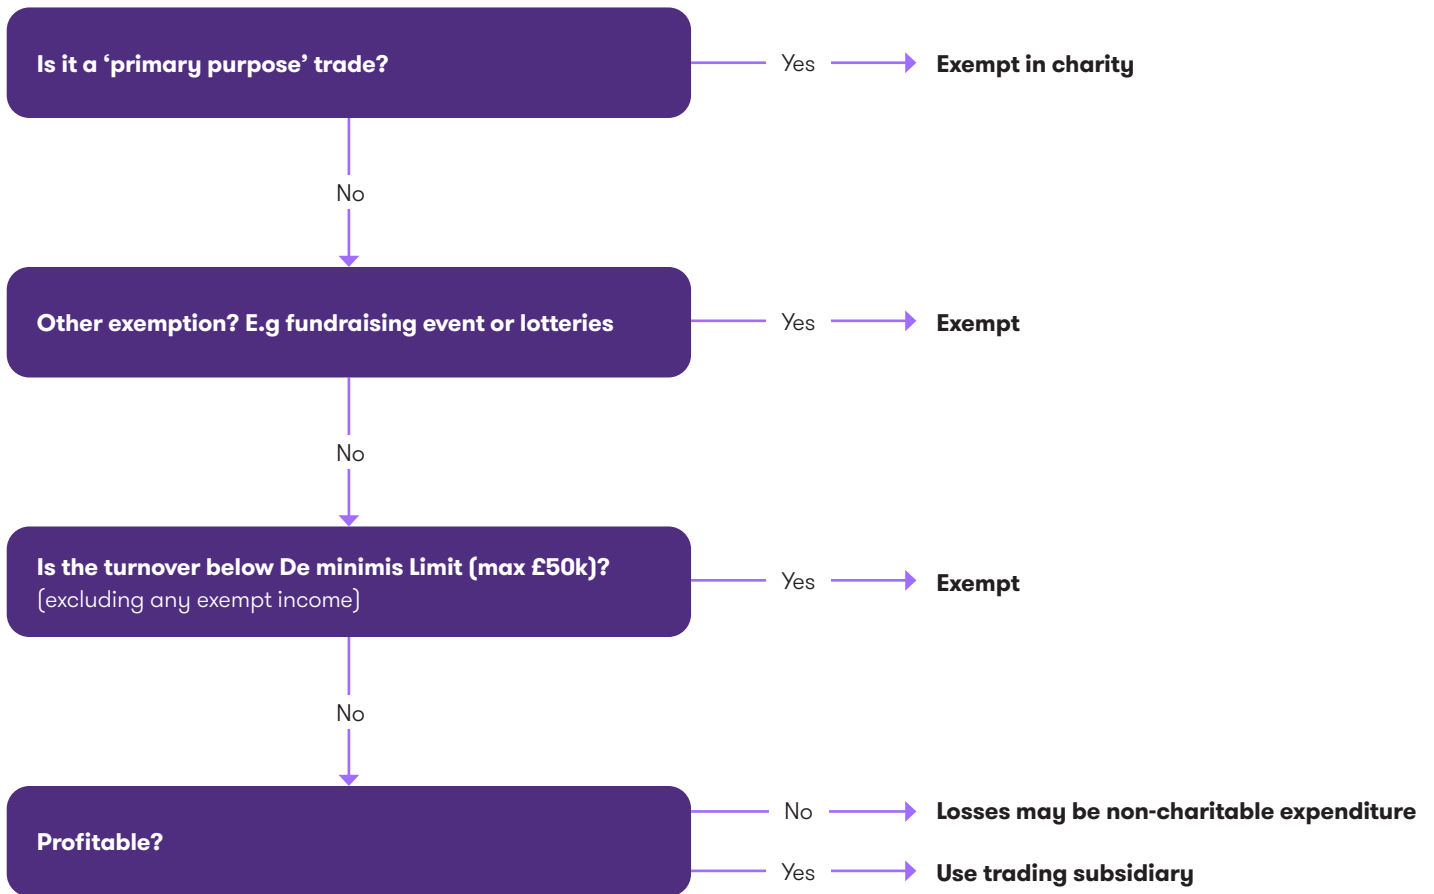 Is it a ‘primary purpose’ trade?
Yes
Exempt in charity
No
Other exemption? E.g fundraising event or lotteries
Yes
Exempt
No
Is the turnover below De minimis Limit (max £50k)?
(excluding any exempt income)
Yes
Exempt
No
Profitable?
No
Losses may be non-charitable expenditure
Yes
Use trading subsidiary